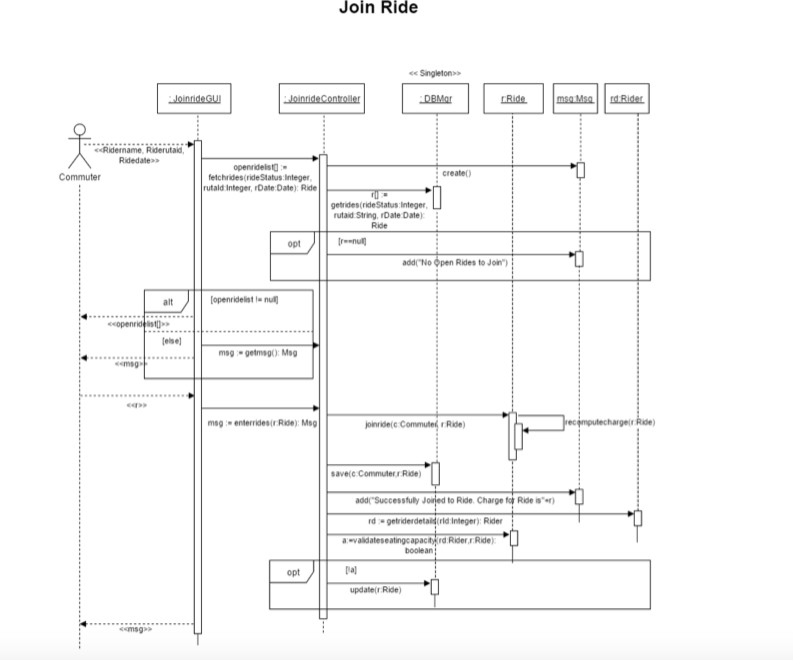 Join Ride
<< Singleton>>
: JoinrideGUI
: JoinrideController
: DBMgr
r:Ride
msg:Msg
rd:Rider
Commuter
<<Ridername, Riderutaid,
Ridedate>>
openridelist[] :=
fetchrides(rideStatus:Integer,
rutaId:Integer, rDate:Date): Ride
create()
r[] :=
getrides(rideStatus:Integer,
rutaid:String, rDate:Date):
Ride
opt
[r==null]
add("No Open Rides to Join")
alt
[openridelist != null]
<<openridelist[]>>
[else]
msg := getmsg(): Msg
<<msg>>
<<r>>
msg := enterrides(r:Ride): Msg
joinride(c:Commuter, r:Ride)
recomputecharge(r:Ride)
save(c:Commuter,r:Ride)
add("Successfully Joined to Ride. Charge for Ride is"+r)
rd := getriderdetails(rId:Integer): Rider
a:=validateseatingcapacity(rd:Rider,r:Ride):
boolean
opt
[!a]
update(r:Ride)
<<msg>>